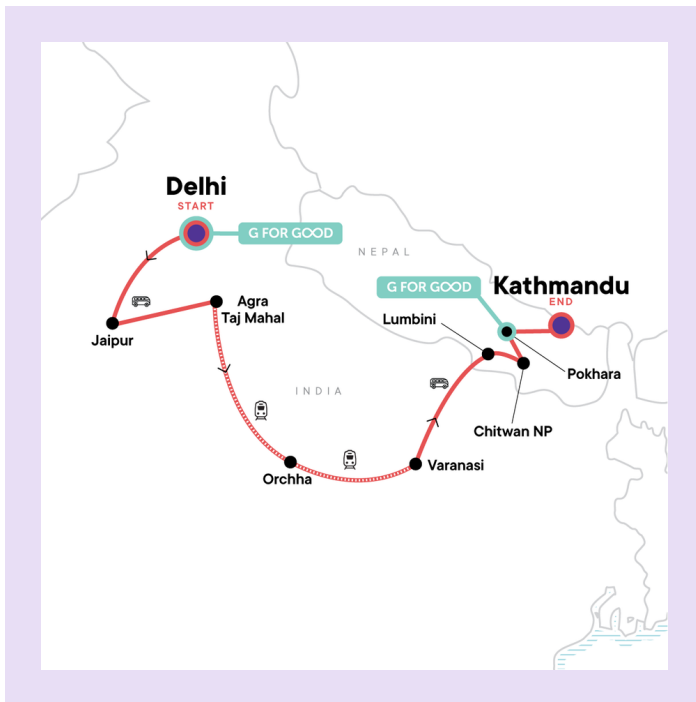 Delhi
START
G FOR GOOD
NEPAL
G FOR GOOD
Kathmandu
END
Agra
Taj Mahal
Lumbini
Jaipur
Pokhara
INDIA
Chitwan NP
Varanasi
Orchha